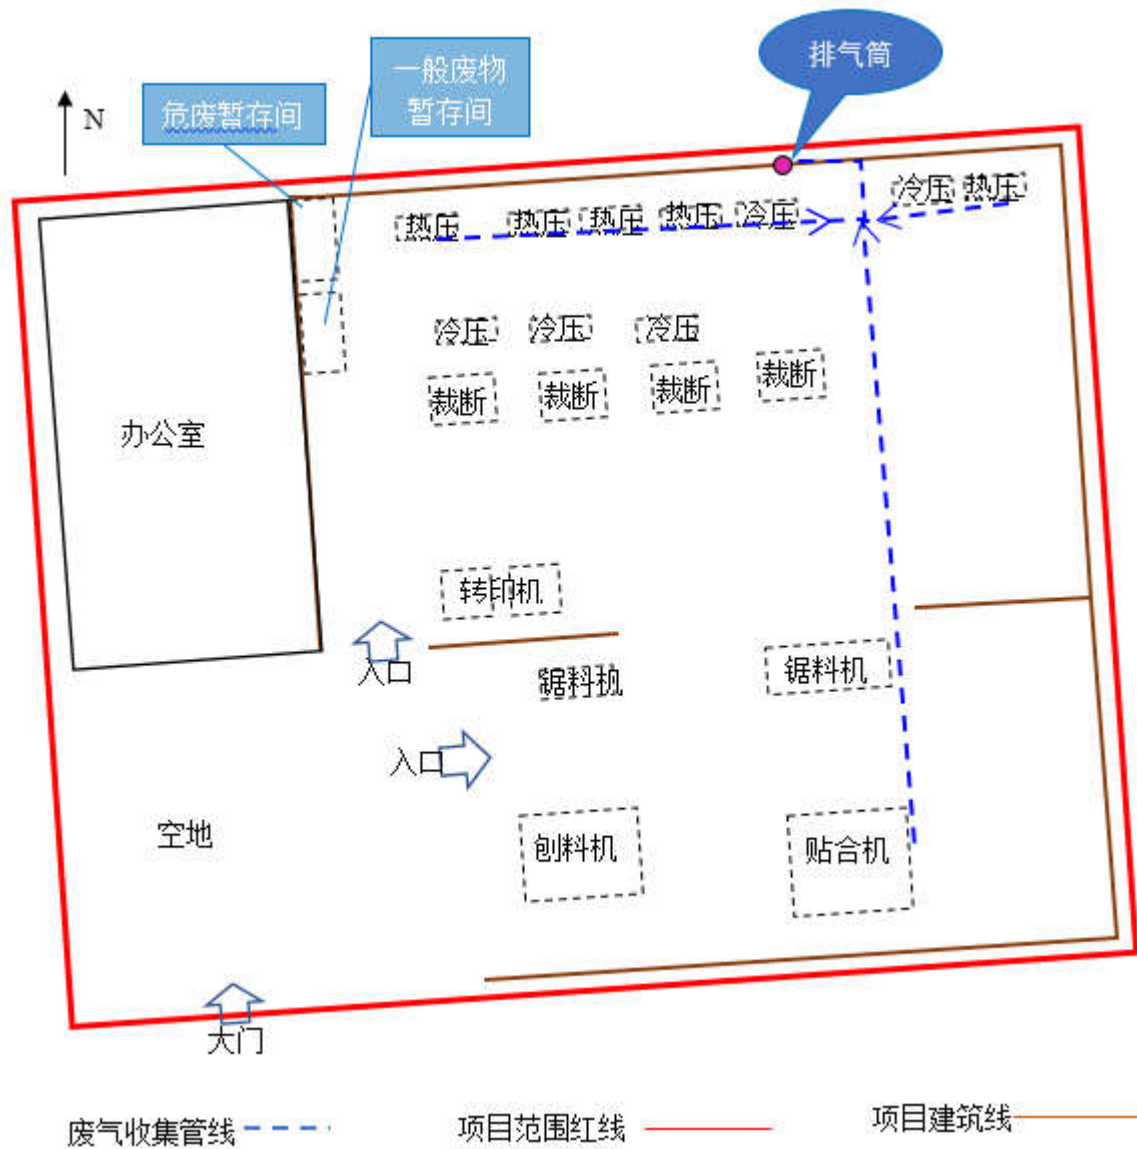 排气筒
一般废物
暂存间
危废暂存间
N
冷压 热压
热压 热压 热压 热压 冷压
冷压 冷压 冷压
裁断 裁断 裁断 裁断
办公室
转印机
入口
锯料机 锯料机
入口
空地
刨料机 贴合机
大门
废气收集管线 项目范围红线 项目建筑线